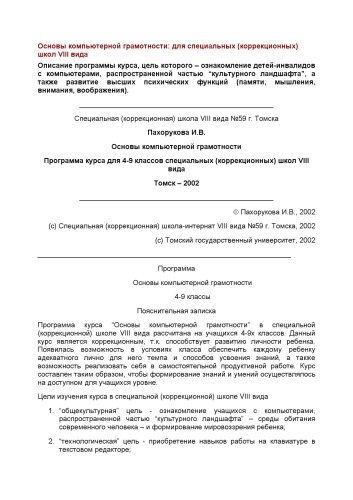 Основы компьютерной грамотности: для специальных (коррекционных)
школ VIII вида
Описание программы курса, цель которого – ознакомление детей-инвалидов
с компьютерами, распространенной частью “культурного ландшафта”, а
также развитие высших психических функций (памяти, мышления,
внимания, воображения).
Специальная (коррекционная) школа VIII вида №59 г. Томска
Пахорукова И.В.
Основы компьютерной грамотности
Программа курса для 4-9 классов специальных (коррекционных) школ VIII
вида
Томск – 2002
© Пахорукова И.В., 2002
(с) Специальная (коррекционная) школа-интернат VIII вида №59 г. Томска, 2002
(с) Томский государственный университет, 2002
Программа
Основы компьютерной грамотности
4-9 классы
Пояснительная записка
Программа курса “Основы компьютерной грамотности” в специальной
(коррекционной) школе VIII вида рассчитана на учащихся 4-9х классов. Данный
курс является коррекционным, т.к. способствует развитию личности ребенка.
Появилась возможность в условиях класса обеспечить каждому ребенку
адекватного лично для него темпа и способов усвоения знаний, а также
возможность реализовать себя в самостоятельной продуктивной работе. Курс
составлен таким образом, чтобы формирование знаний и умений осуществлялось
на доступном для учащихся уровне.
Цели изучения курса в специальной (коррекционной) школе VIII вида
1. “общекультурная” цель - ознакомление учащихся с компьютерами,
распространенной частью “культурного ландшафта” – среды обитания
современного человека – и формирование мировоззрения ребенка;
2. “технологическая” цель - приобретение навыков работы на клавиатуре в
текстовом редакторе;